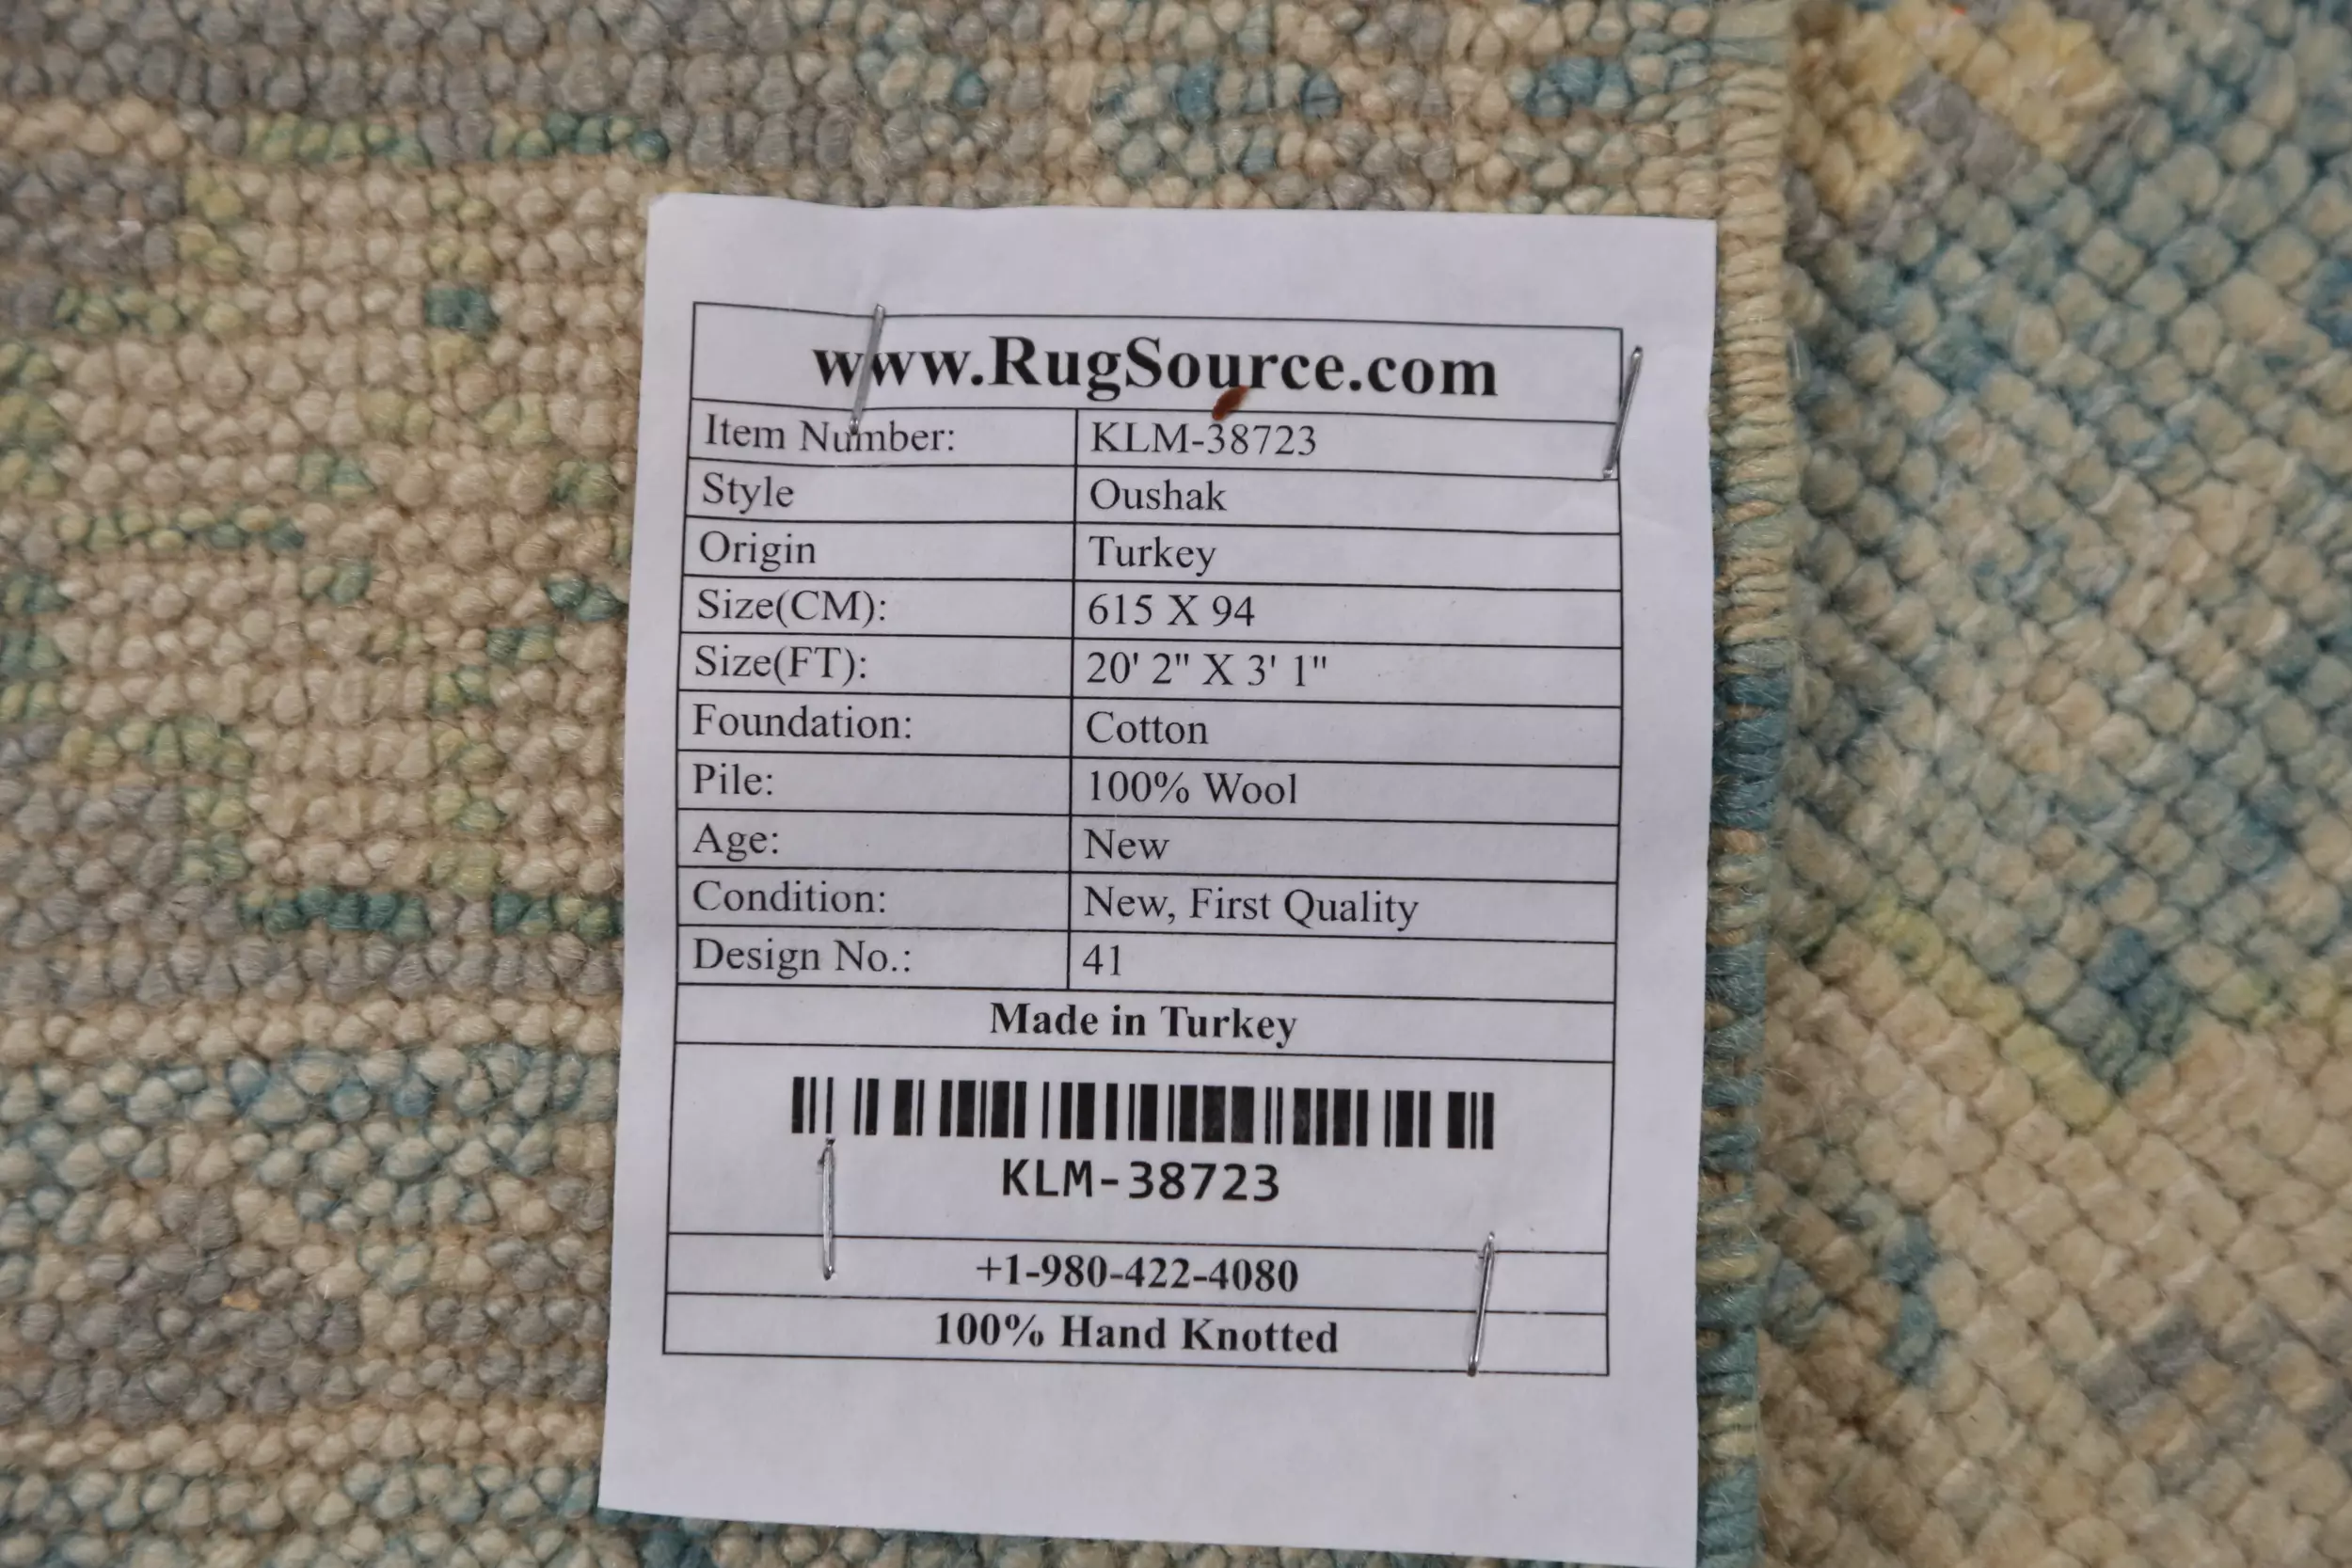 www.RugSource.com
Item Number: KLM-38723
Style Oushak
Origin Turkey
Size(CM): 615 X 94
Size(FT): 20' 2" X 3' 1"
Foundation: Cotton
Pile: 100% Wool
Age: New
Condition: New, First Quality
Design No.: 41
Made in Turkey
KLM-38723
+1-980-422-4080
100% Hand Knotted